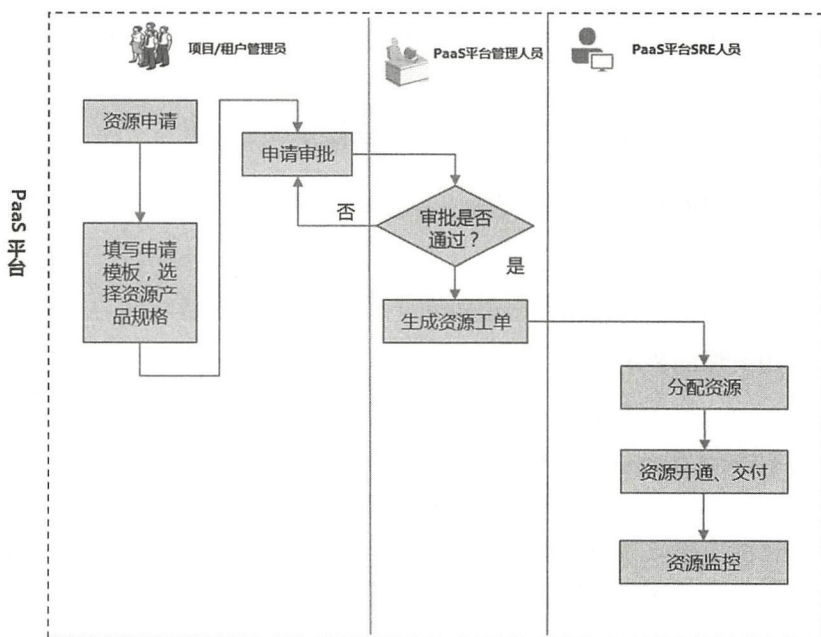 项目/租户管理员
PaaS平台管理人员
PaaS平台SRE人员
PaaS 平台
资源申请
填写申请
模板，选
择资源产
品规格
申请审批
审批是否
通过？
否
是
生成资源工单
分配资源
资源开通、交付
资源监控